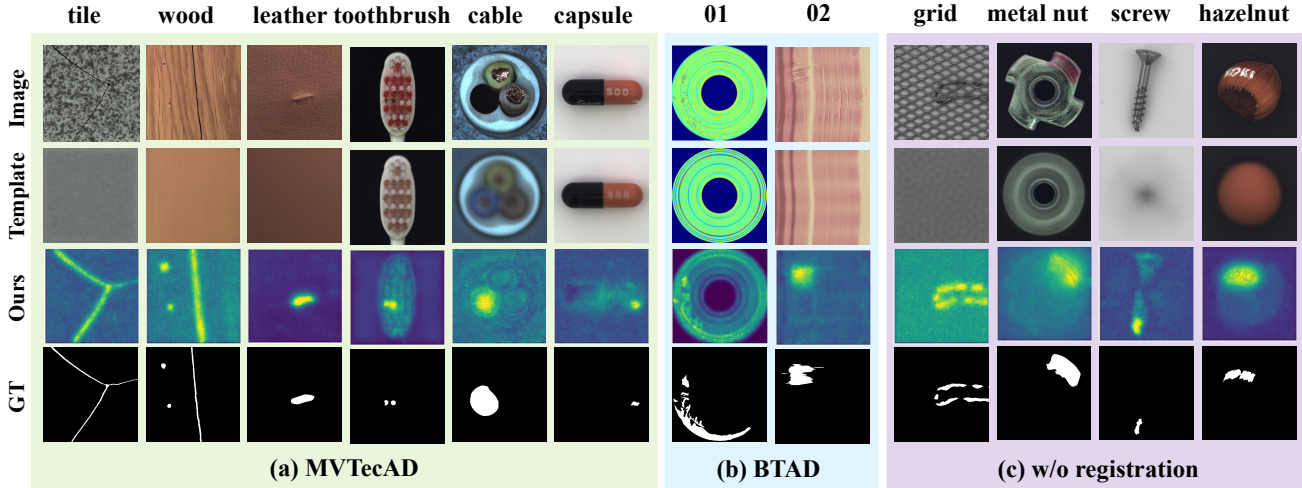 tile wood leather toothbrush cable capsule 01 02 grid metal nut screw hazelnut
Image
500
Template
500
Ours
GT
(a) MVTecAD (b) BTAD (c) w/o registration